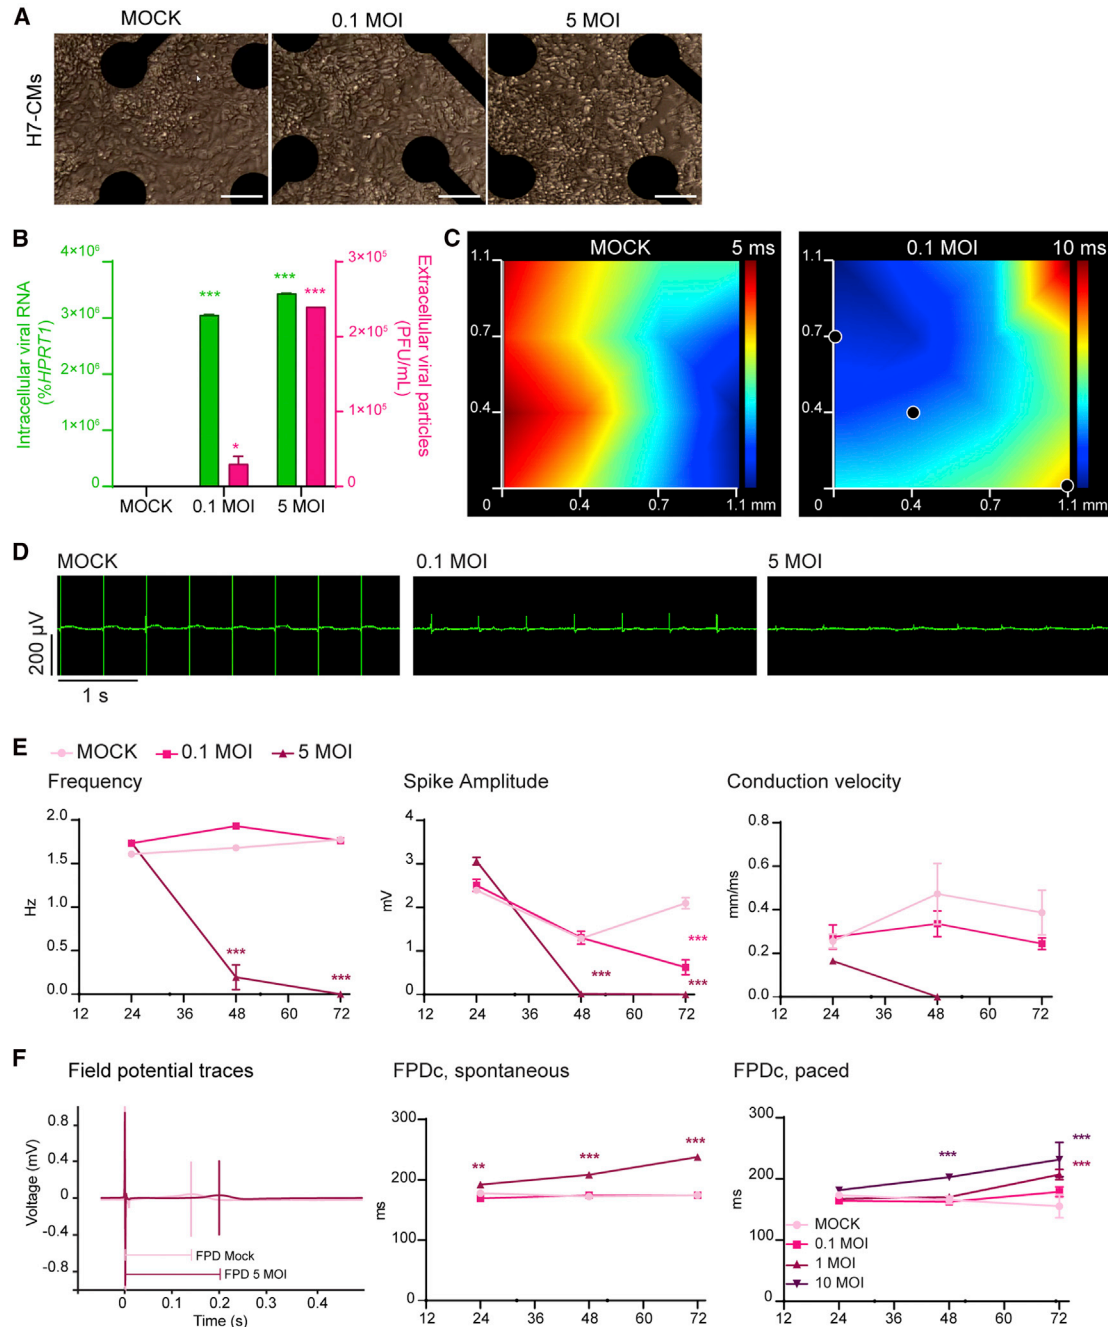 A
MOCK
0.1 MOI
5 MOI
H7-CMs
B
Intracellular viral RNA
(%HPRT1)
4×10⁶
3×10⁶
2×10⁶
1×10⁶
0
***
*
***
***
3×10⁵
2×10⁵
1×10⁵
0
Extracellular viral particles
(PFU/mL)
MOCK
0.1 MOI
5 MOI
C
MOCK
5 ms
1.1
0.7
0.4
0
0.4
0.7
1.1 mm
0.1 MOI
10 ms
1.1
0.7
0.4
0
0.4
0.7
1.1 mm
D
MOCK
0.1 MOI
5 MOI
200 µV
1 s
E
MOCK
0.1 MOI
5 MOI
Frequency
Hz
2.0
1.5
1.0
0.5
0.0
***
***
12 24 36 48 60 72
Spike Amplitude
mV
4
3
2
1
0
***
***
***
12 24 36 48 60 72
Conduction velocity
mm/ms
0.8
0.6
0.4
0.2
0.0
12 24 36 48 60 72
F
Field potential traces
Voltage (mV)
0.8
0.4
0
-0.4
-0.8
FPD Mock
FPD 5 MOI
0 0.1 0.2 0.3 0.4
Time (s)
FPDc, spontaneous
ms
300
200
100
0
**
***
***
12 24 36 48 60 72
FPDc, paced
ms
300
200
100
0
***
***
***
MOCK
0.1 MOI
1 MOI
10 MOI
12 24 36 48 60 72